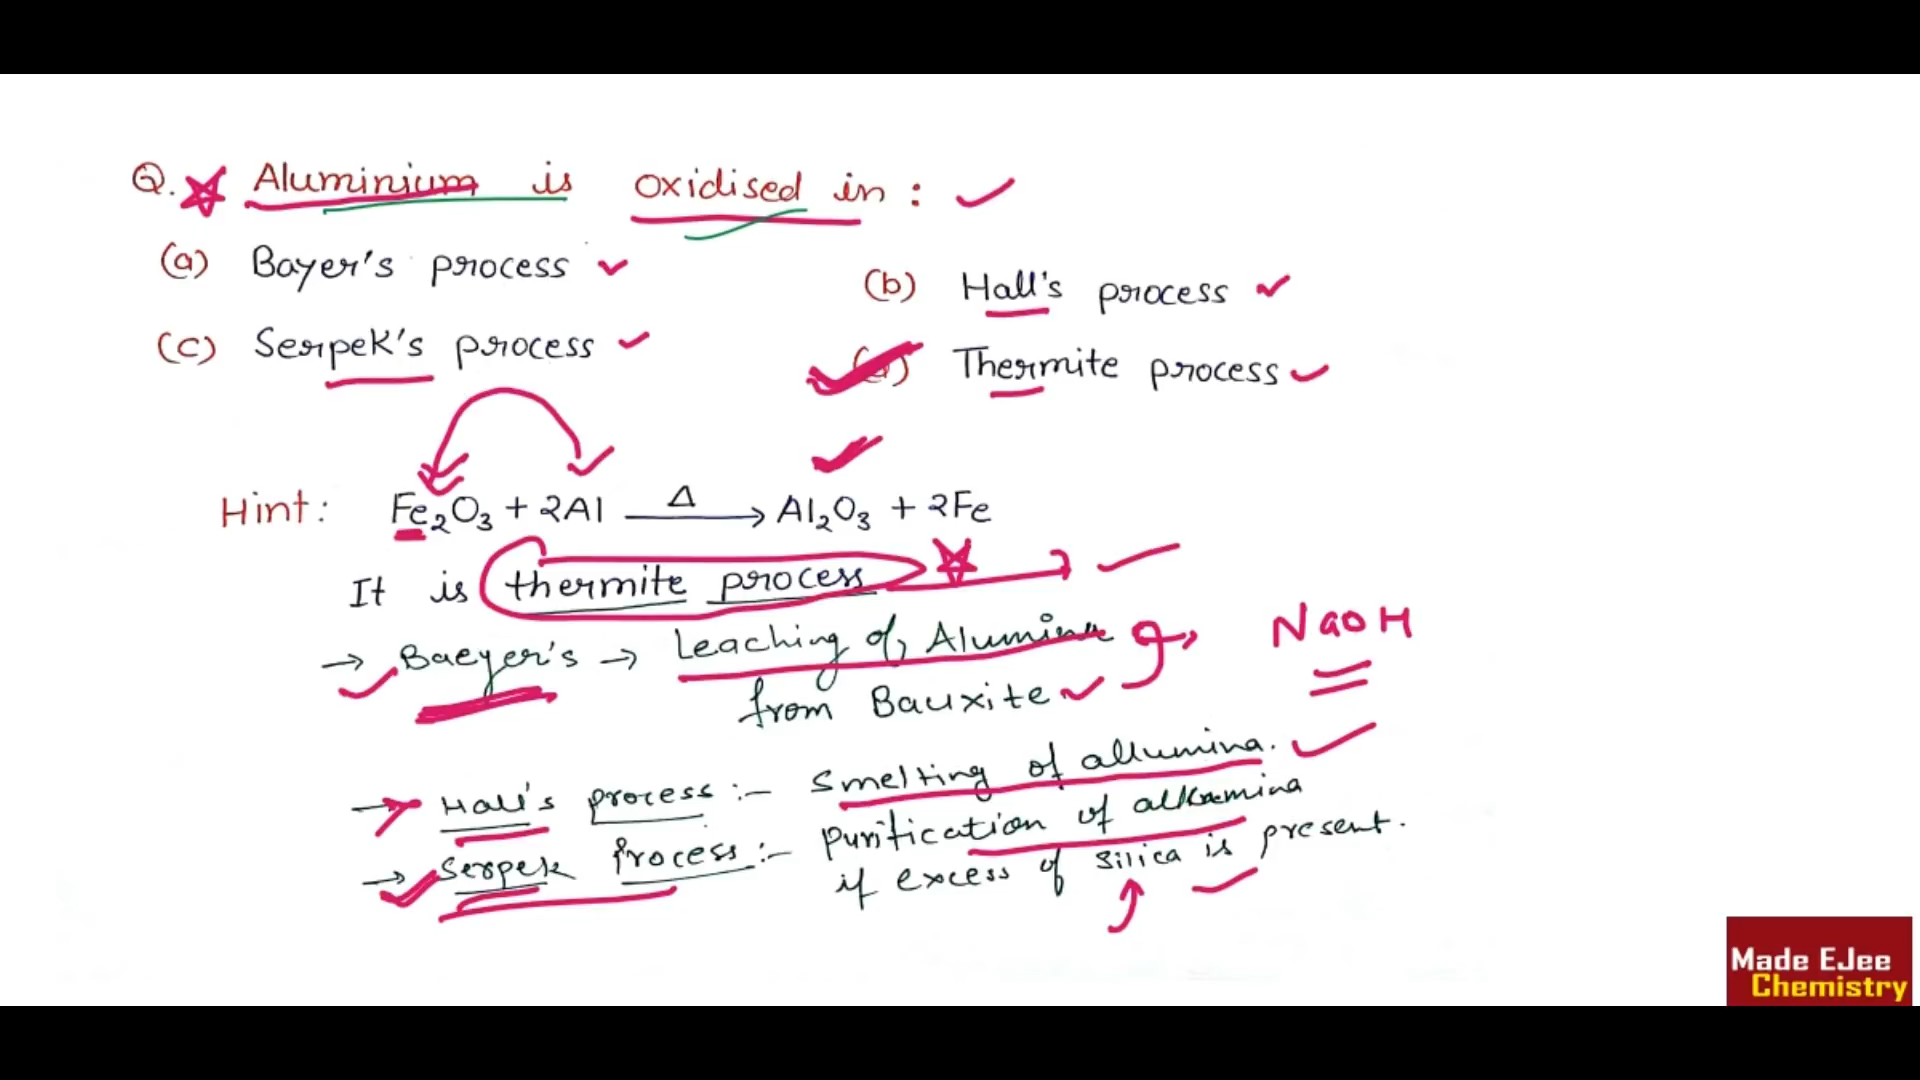 Q. Aluminium is oxidised in :
(a) Bayer's process
(b) Hall's process
(c) Serpek's process
(d) Thermite process
Hint: Fe2O3 + 2Al Δ→ Al2O3 + 2Fe
It is thermite process
→ Baeyer's → Leaching of Alumina
from Bauxite
NaOH
→ Hall's process :- Smelting of allumina.
→ Serpek Process :- Purification of allumina
if excess of silica is present.
Made EJee
Chemistry